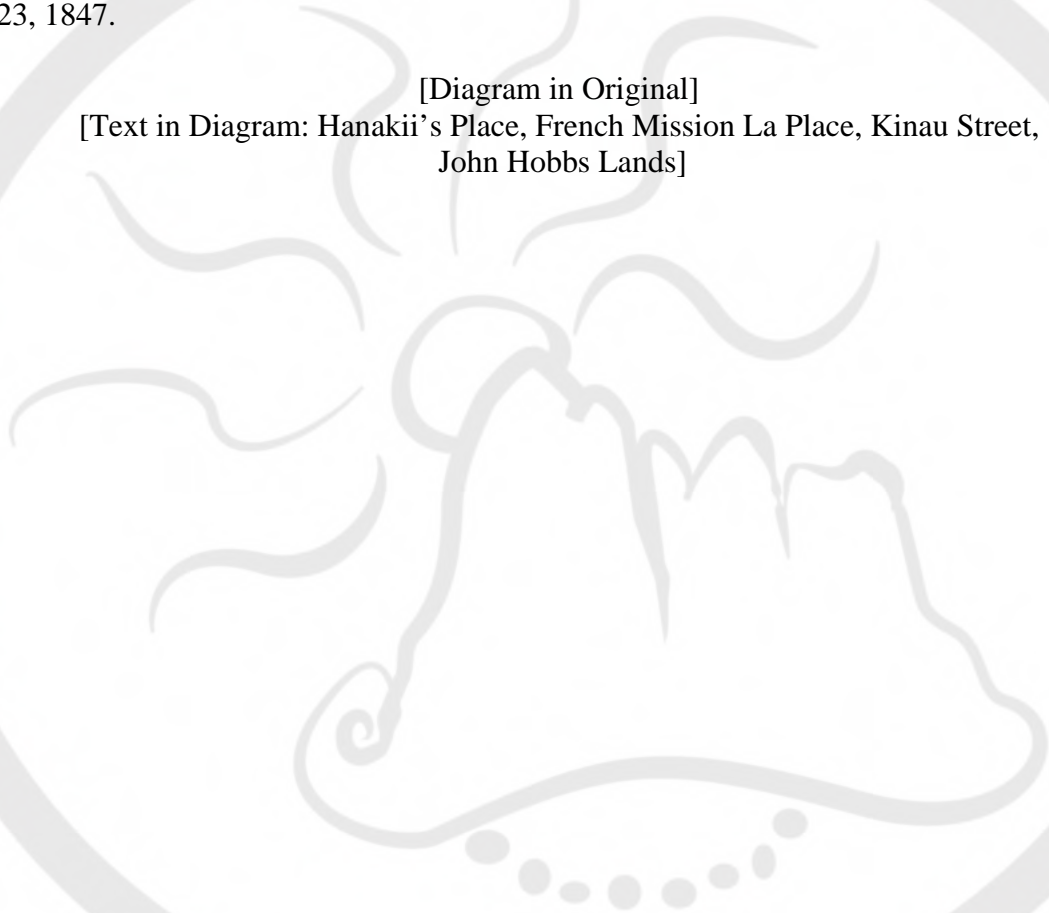 23, 1847.
[Diagram in Original]
[Text in Diagram: Hanakii’s Place, French Mission La Place, Kinau Street,
John Hobbs Lands]